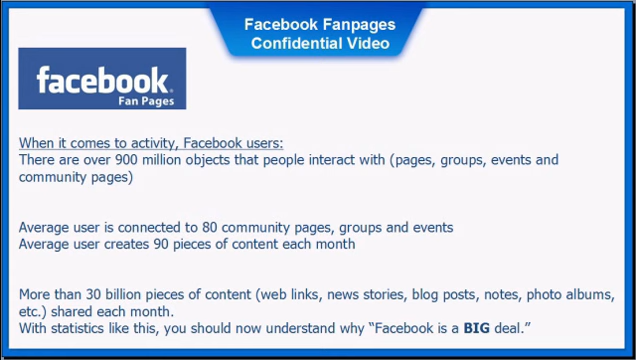 Facebook Fanpages
Confidential Video
facebook.
Fan Pages
When it comes to activity, Facebook users:
There are over 900 million objects that people interact with (pages, groups, events and
community pages)
Average user is connected to 80 community pages, groups and events
Average user creates 90 pieces of content each month
More than 30 billion pieces of content (web links, news stories, blog posts, notes, photo albums,
etc.) shared each month.
With statistics like this, you should now understand why “Facebook is a BIG deal.”